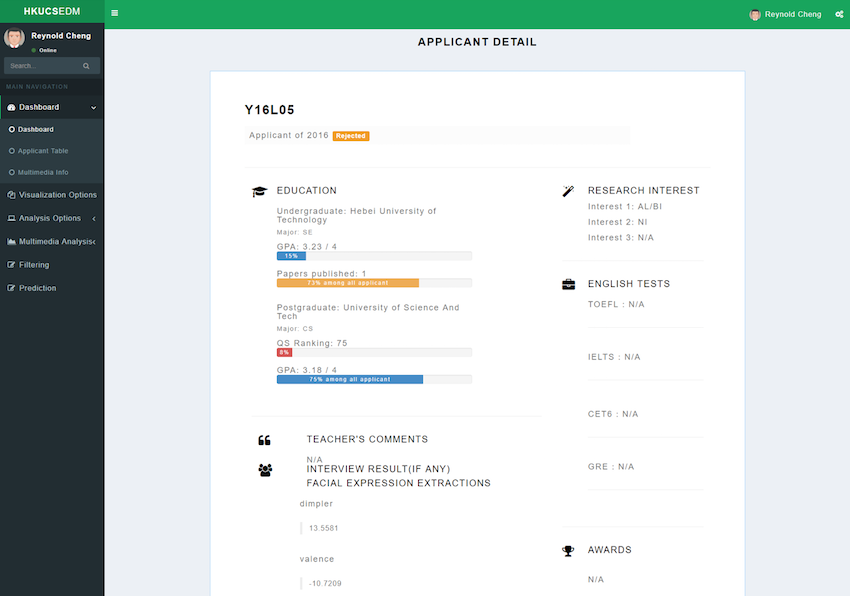 HKUCSEDM
Reynold Cheng
Reynold Cheng
Online
Search...
MAIN NAVIGATION
Dashboard
Dashboard
Applicant Table
Multimedia Info
Visualization Options
Analysis Options
Multimedia Analysis
Filtering
Prediction
APPLICANT DETAIL
Y16L05
Applicant of 2016 Rejected
EDUCATION
Undergraduate: Hebei University of
Technology
Major: SE
GPA: 3.23 / 4
15%
Papers published: 1
73% among all applicant
Postgraduate: University of Science And
Tech
Major: CS
QS Ranking: 75
8%
GPA: 3.18 / 4
75% among all applicant
TEACHER'S COMMENTS
N/A
INTERVIEW RESULT(IF ANY)
FACIAL EXPRESSION EXTRACTIONS
dimpler
13.5581
valence
-10.7209
RESEARCH INTEREST
Interest 1: AL/BI
Interest 2: NI
Interest 3: N/A
ENGLISH TESTS
TOEFL : N/A
IELTS : N/A
CET6 : N/A
GRE : N/A
AWARDS
N/A